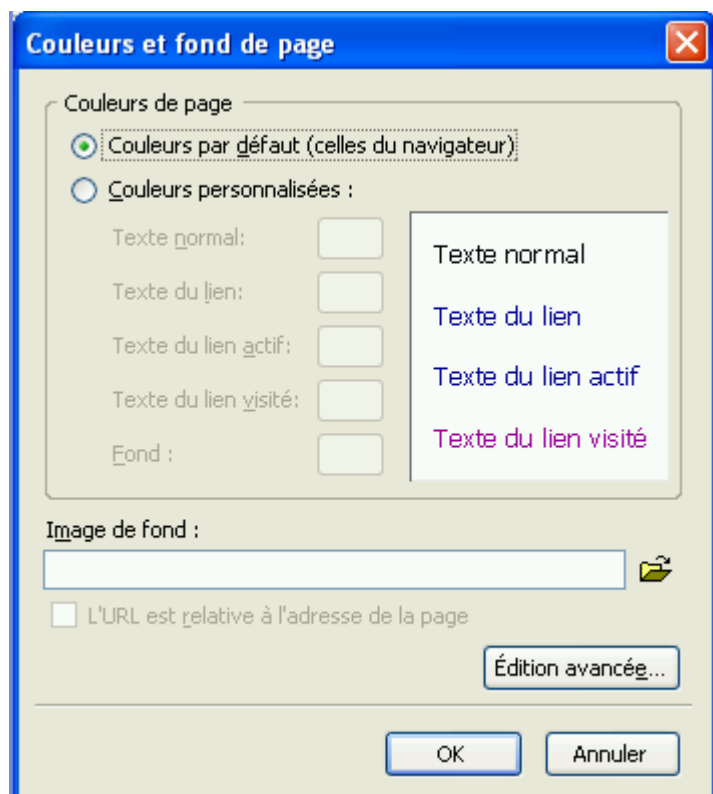 Couleurs et fond de page
Couleurs de page
Couleurs par défaut (celles du navigateur)
Couleurs personnalisées :
Texte normal:
Texte du lien:
Texte du lien actif:
Texte du lien visité:
Fond :
Texte normal
Texte du lien
Texte du lien actif
Texte du lien visité
Image de fond :
L'URL est relative à l'adresse de la page
Édition avancée...
OK
Annuler